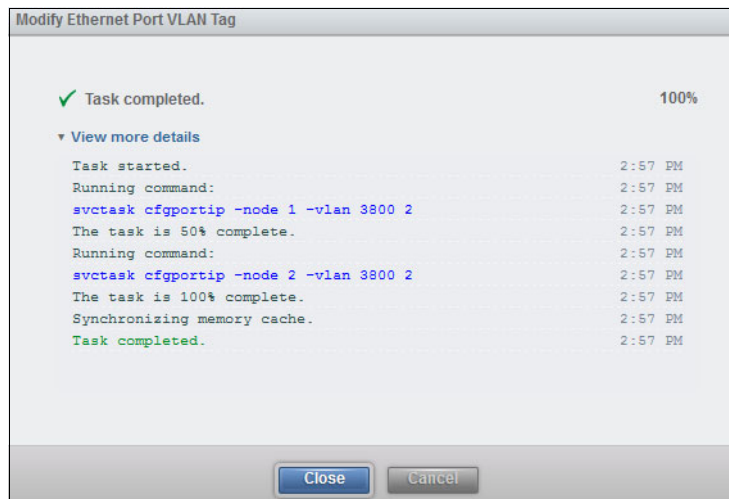 Modify Ethernet Port VLAN Tag
✓ Task completed. 100%
▾ View more details
Task started. 2:57 PM
Running command: 2:57 PM
svctask cfgportip -node 1 -vlan 3800 2 2:57 PM
The task is 50% complete. 2:57 PM
Running command: 2:57 PM
svctask cfgportip -node 2 -vlan 3800 2 2:57 PM
The task is 100% complete. 2:57 PM
Synchronizing memory cache. 2:57 PM
Task completed. 2:57 PM
Close Cancel